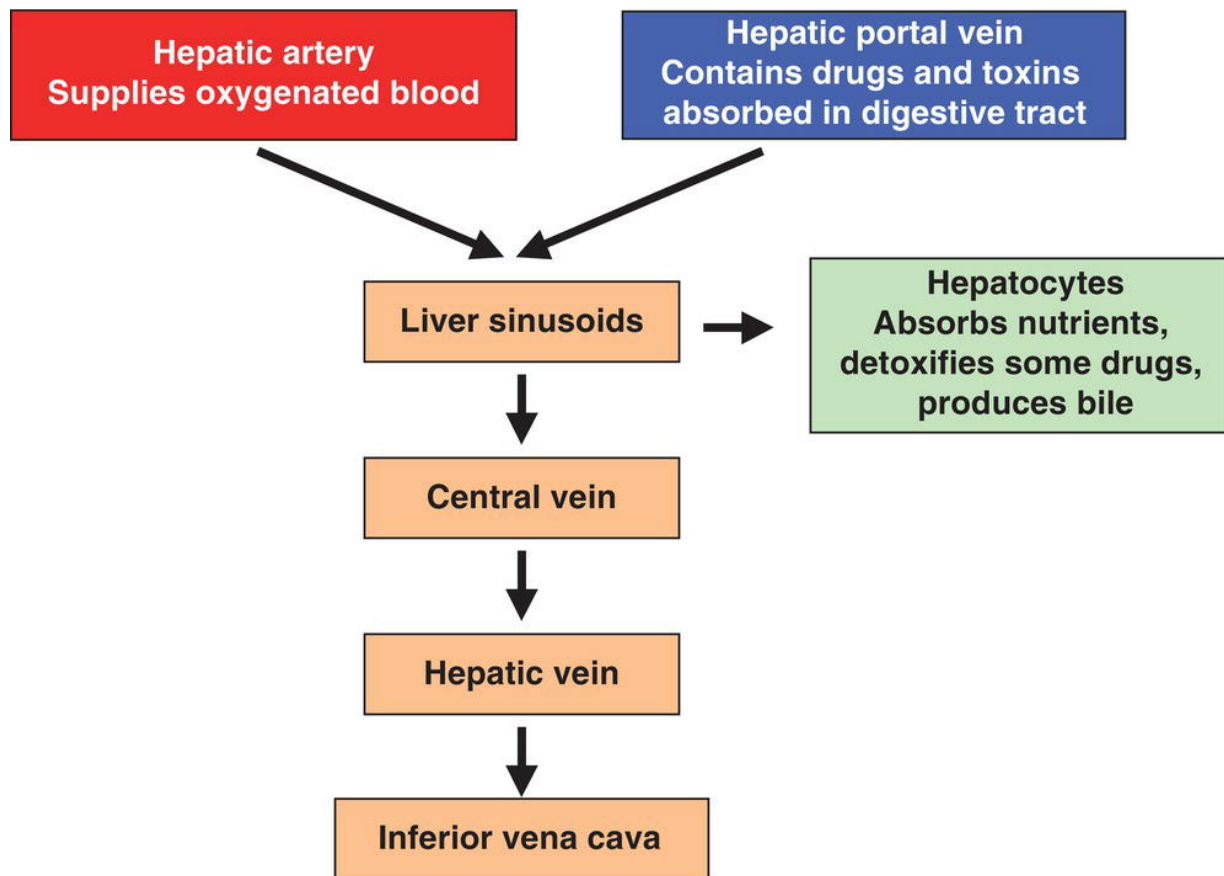 Hepatic artery
Supplies oxygenated blood
Hepatic portal vein
Contains drugs and toxins
absorbed in digestive tract
Liver sinusoids
Hepatocytes
Absorbs nutrients,
detoxifies some drugs,
produces bile
Central vein
Hepatic vein
Inferior vena cava